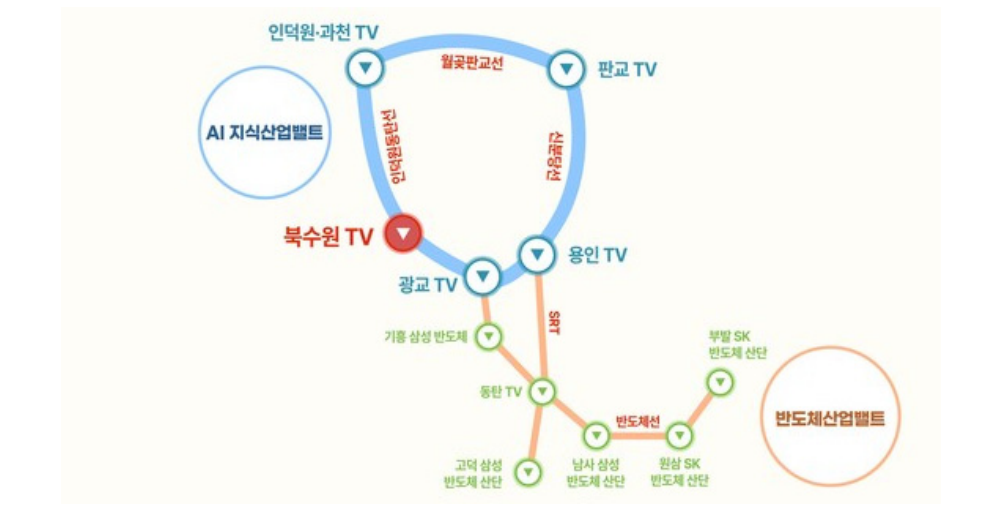 인덕원·과천 TV
월곶판교선
판교 TV
AI 지식산업밸트
인덕원동탄선
신분당선
북수원 TV
용인 TV
광교 TV
SRT
기흥 삼성 반도체
부발 SK
반도체 산단
동탄 TV
반도체산업밸트
반도체선
고덕 삼성
반도체 산단
남사 삼성
반도체 산단
원삼 SK
반도체 산단